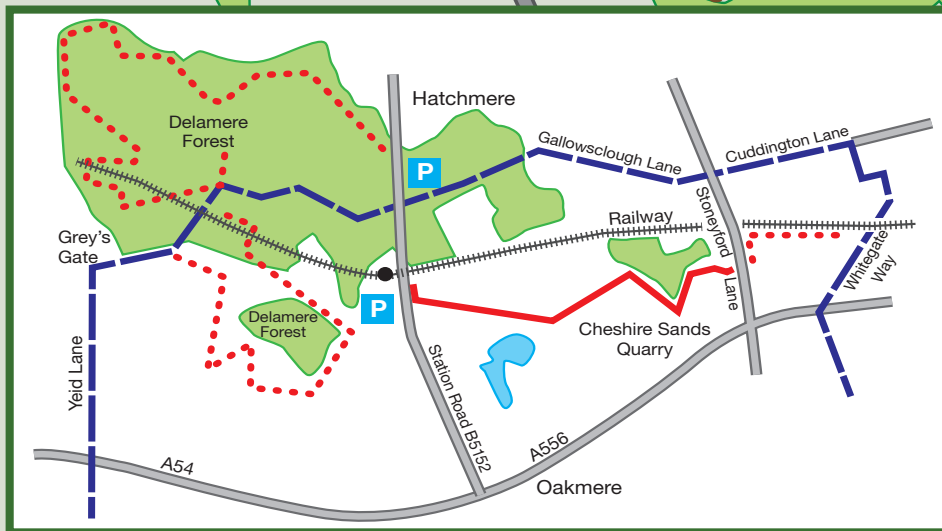 Hatchmere
Delamere
Forest
P
Gallowsclough Lane
Cuddington Lane
Stoneyford Lane
Railway
Grey's
Gate
Whitegate
Way
P
Delamere
Forest
Cheshire Sands
Quarry
Yeld Lane
Station Road B5152
A556
A54
Oakmere